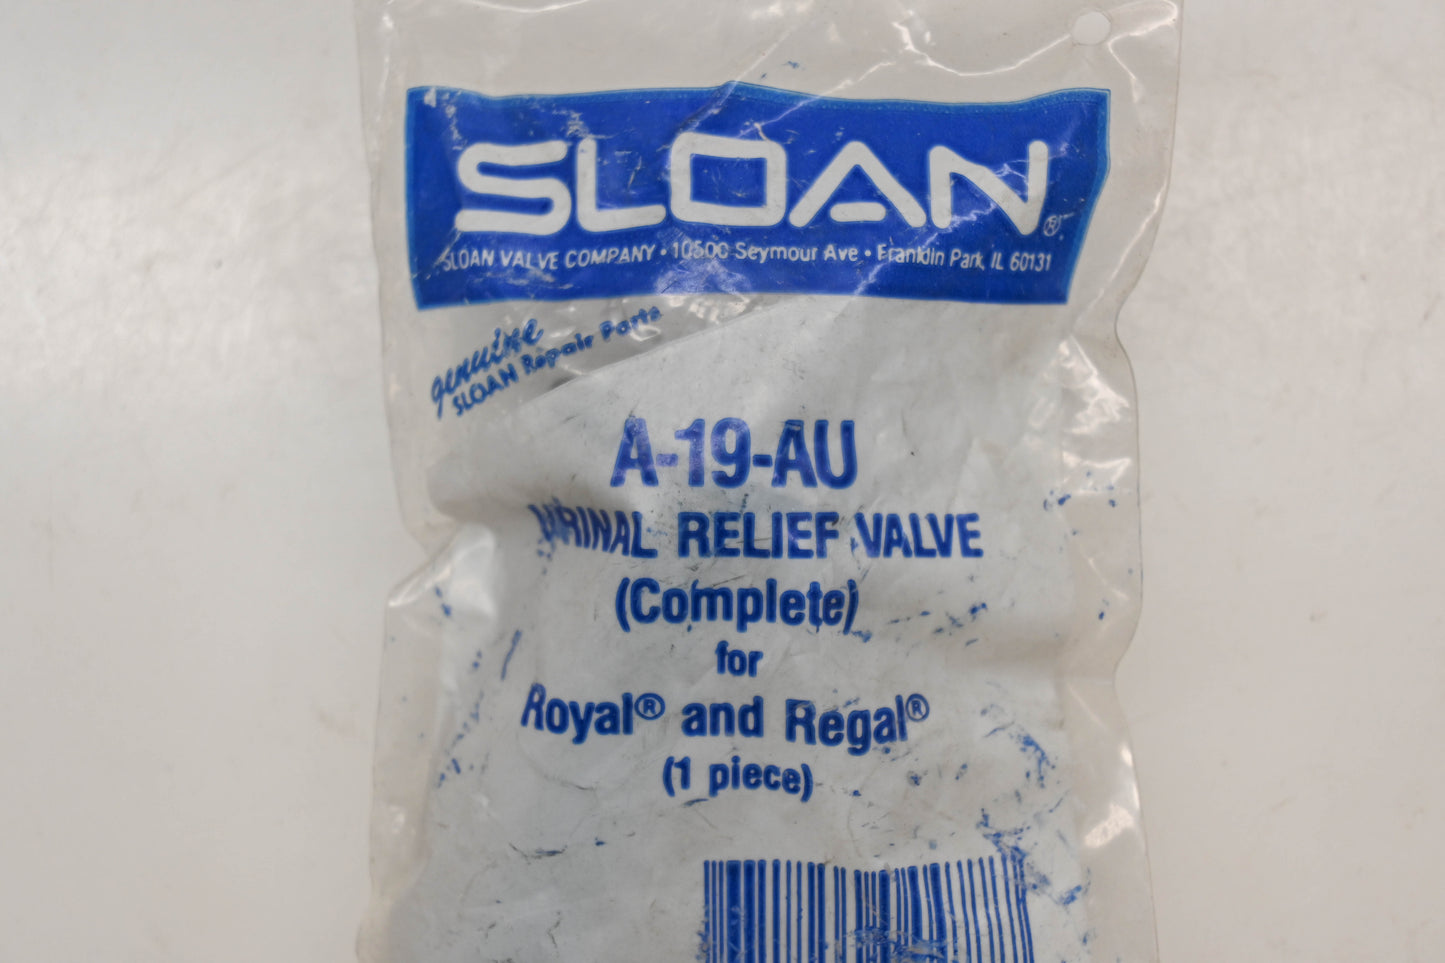 SLOAN®
SLOAN VALVE COMPANY • 10500 Seymour Ave • Franklin Park, IL 60131
genuine
SLOAN Repair Parts
A-19-AU
URINAL RELIEF VALVE
(Complete)
for
Royal® and Regal®
(1 piece)